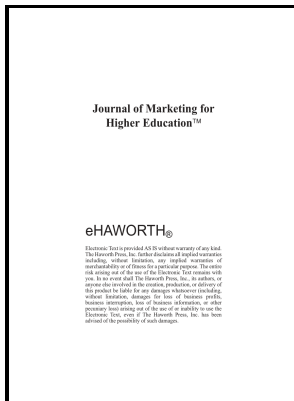 Journal of Marketing for
Higher Education™
eHAWORTH®
Electronic Text is provided AS IS without warranty of any kind.
The Haworth Press, Inc. further disclaims all implied warranties
including, without limitation, any implied warranties of
merchantability or of fitness for a particular purpose. The entire
risk arising out of the use of the Electronic Text remains with
you. In no event shall The Haworth Press, Inc., its authors, or
anyone else involved in the creation, production, or delivery of
this product be liable for any damages whatsoever (including,
without limitation, damages for loss of business profits,
business interruption, loss of business information, or other
pecuniary loss) arising out of the use of or inability to use the
Electronic Text, even if The Haworth Press, Inc. has been
advised of the possibility of such damages.